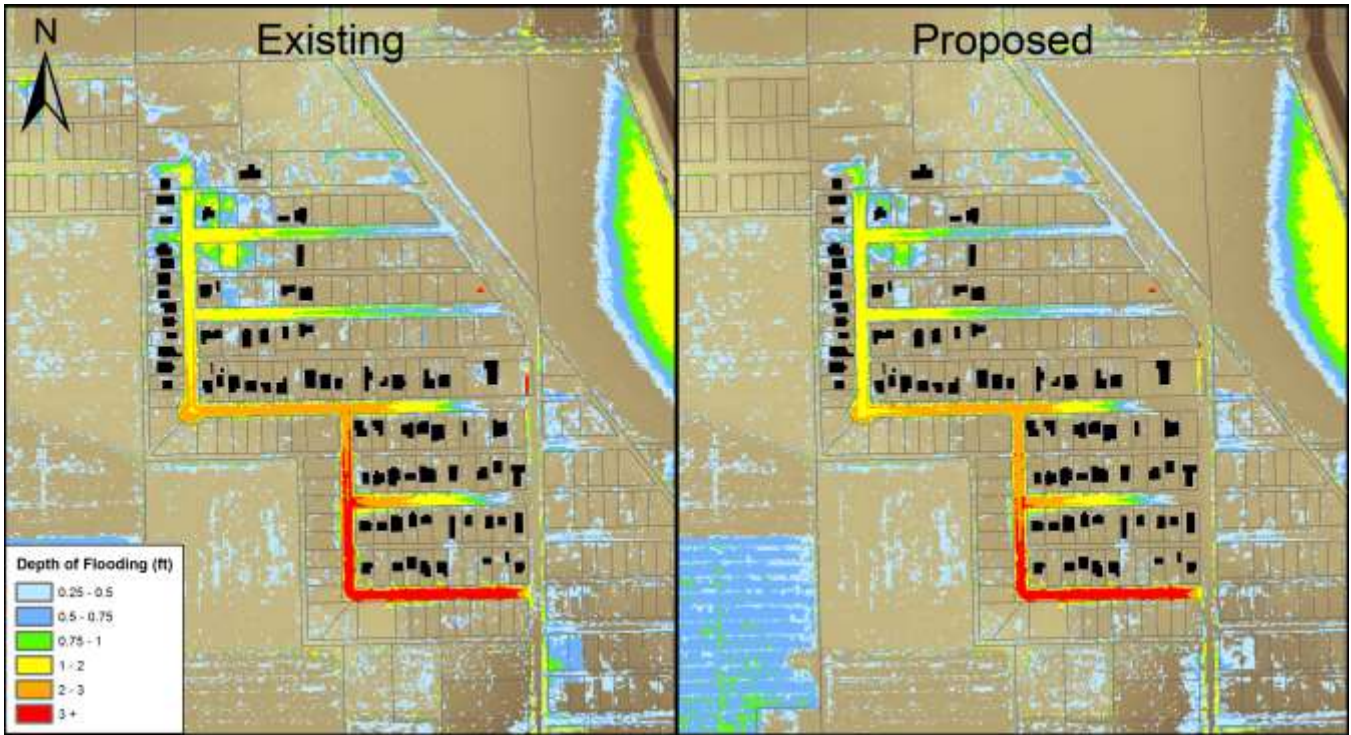 N
Existing
Proposed
Depth of Flooding (ft)
0.25 - 0.5
0.5 - 0.75
0.75 - 1
1 - 2
2 - 3
3 +